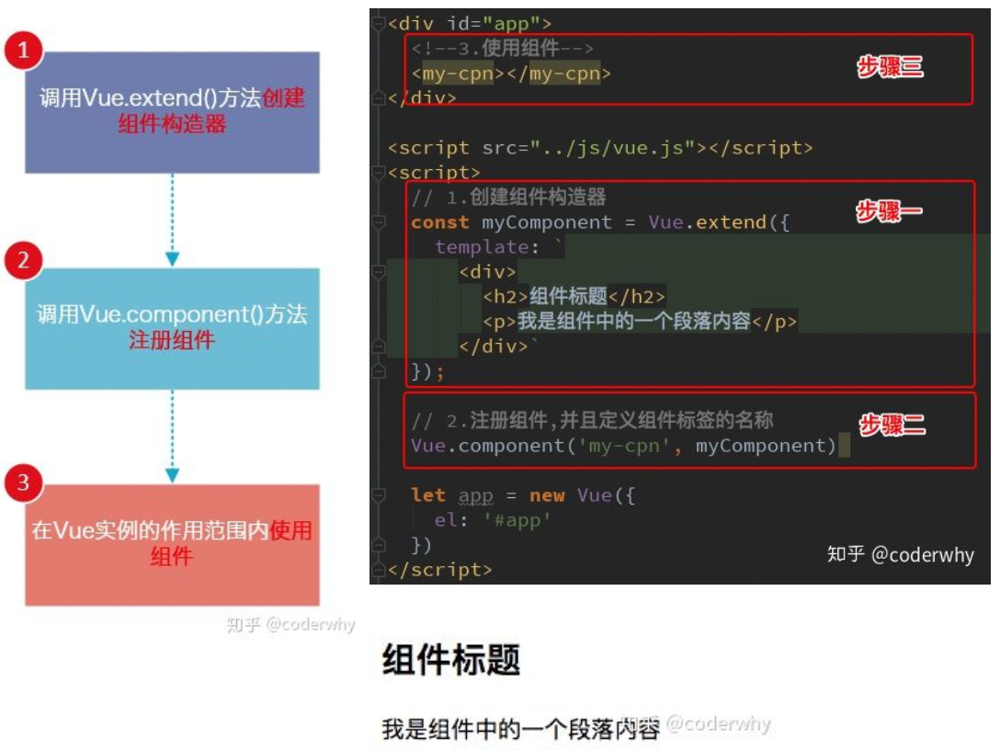 1
调用Vue.extend()方法创建
组件构造器
2
调用Vue.component()方法
注册组件
3
在Vue实例的作用范围内使用
组件
知乎 @coderwhy
<div id="app">
<!--3.使用组件-->
步骤三
<my-cpn></my-cpn>
</div>
<script src="../js/vue.js"></script>
<script>
// 1.创建组件构造器
步骤一
const myComponent = Vue.extend({
template: `
<div>
<h2>组件标题</h2>
<p>我是组件中的一个段落内容</p>
</div>`
});
// 2.注册组件,并且定义组件标签的名称
步骤二
Vue.component('my-cpn', myComponent)
let app = new Vue({
el: '#app'
})
知乎 @coderwhy
</script>
组件标题
我是组件中的一个段落内容
知乎 @coderwhy